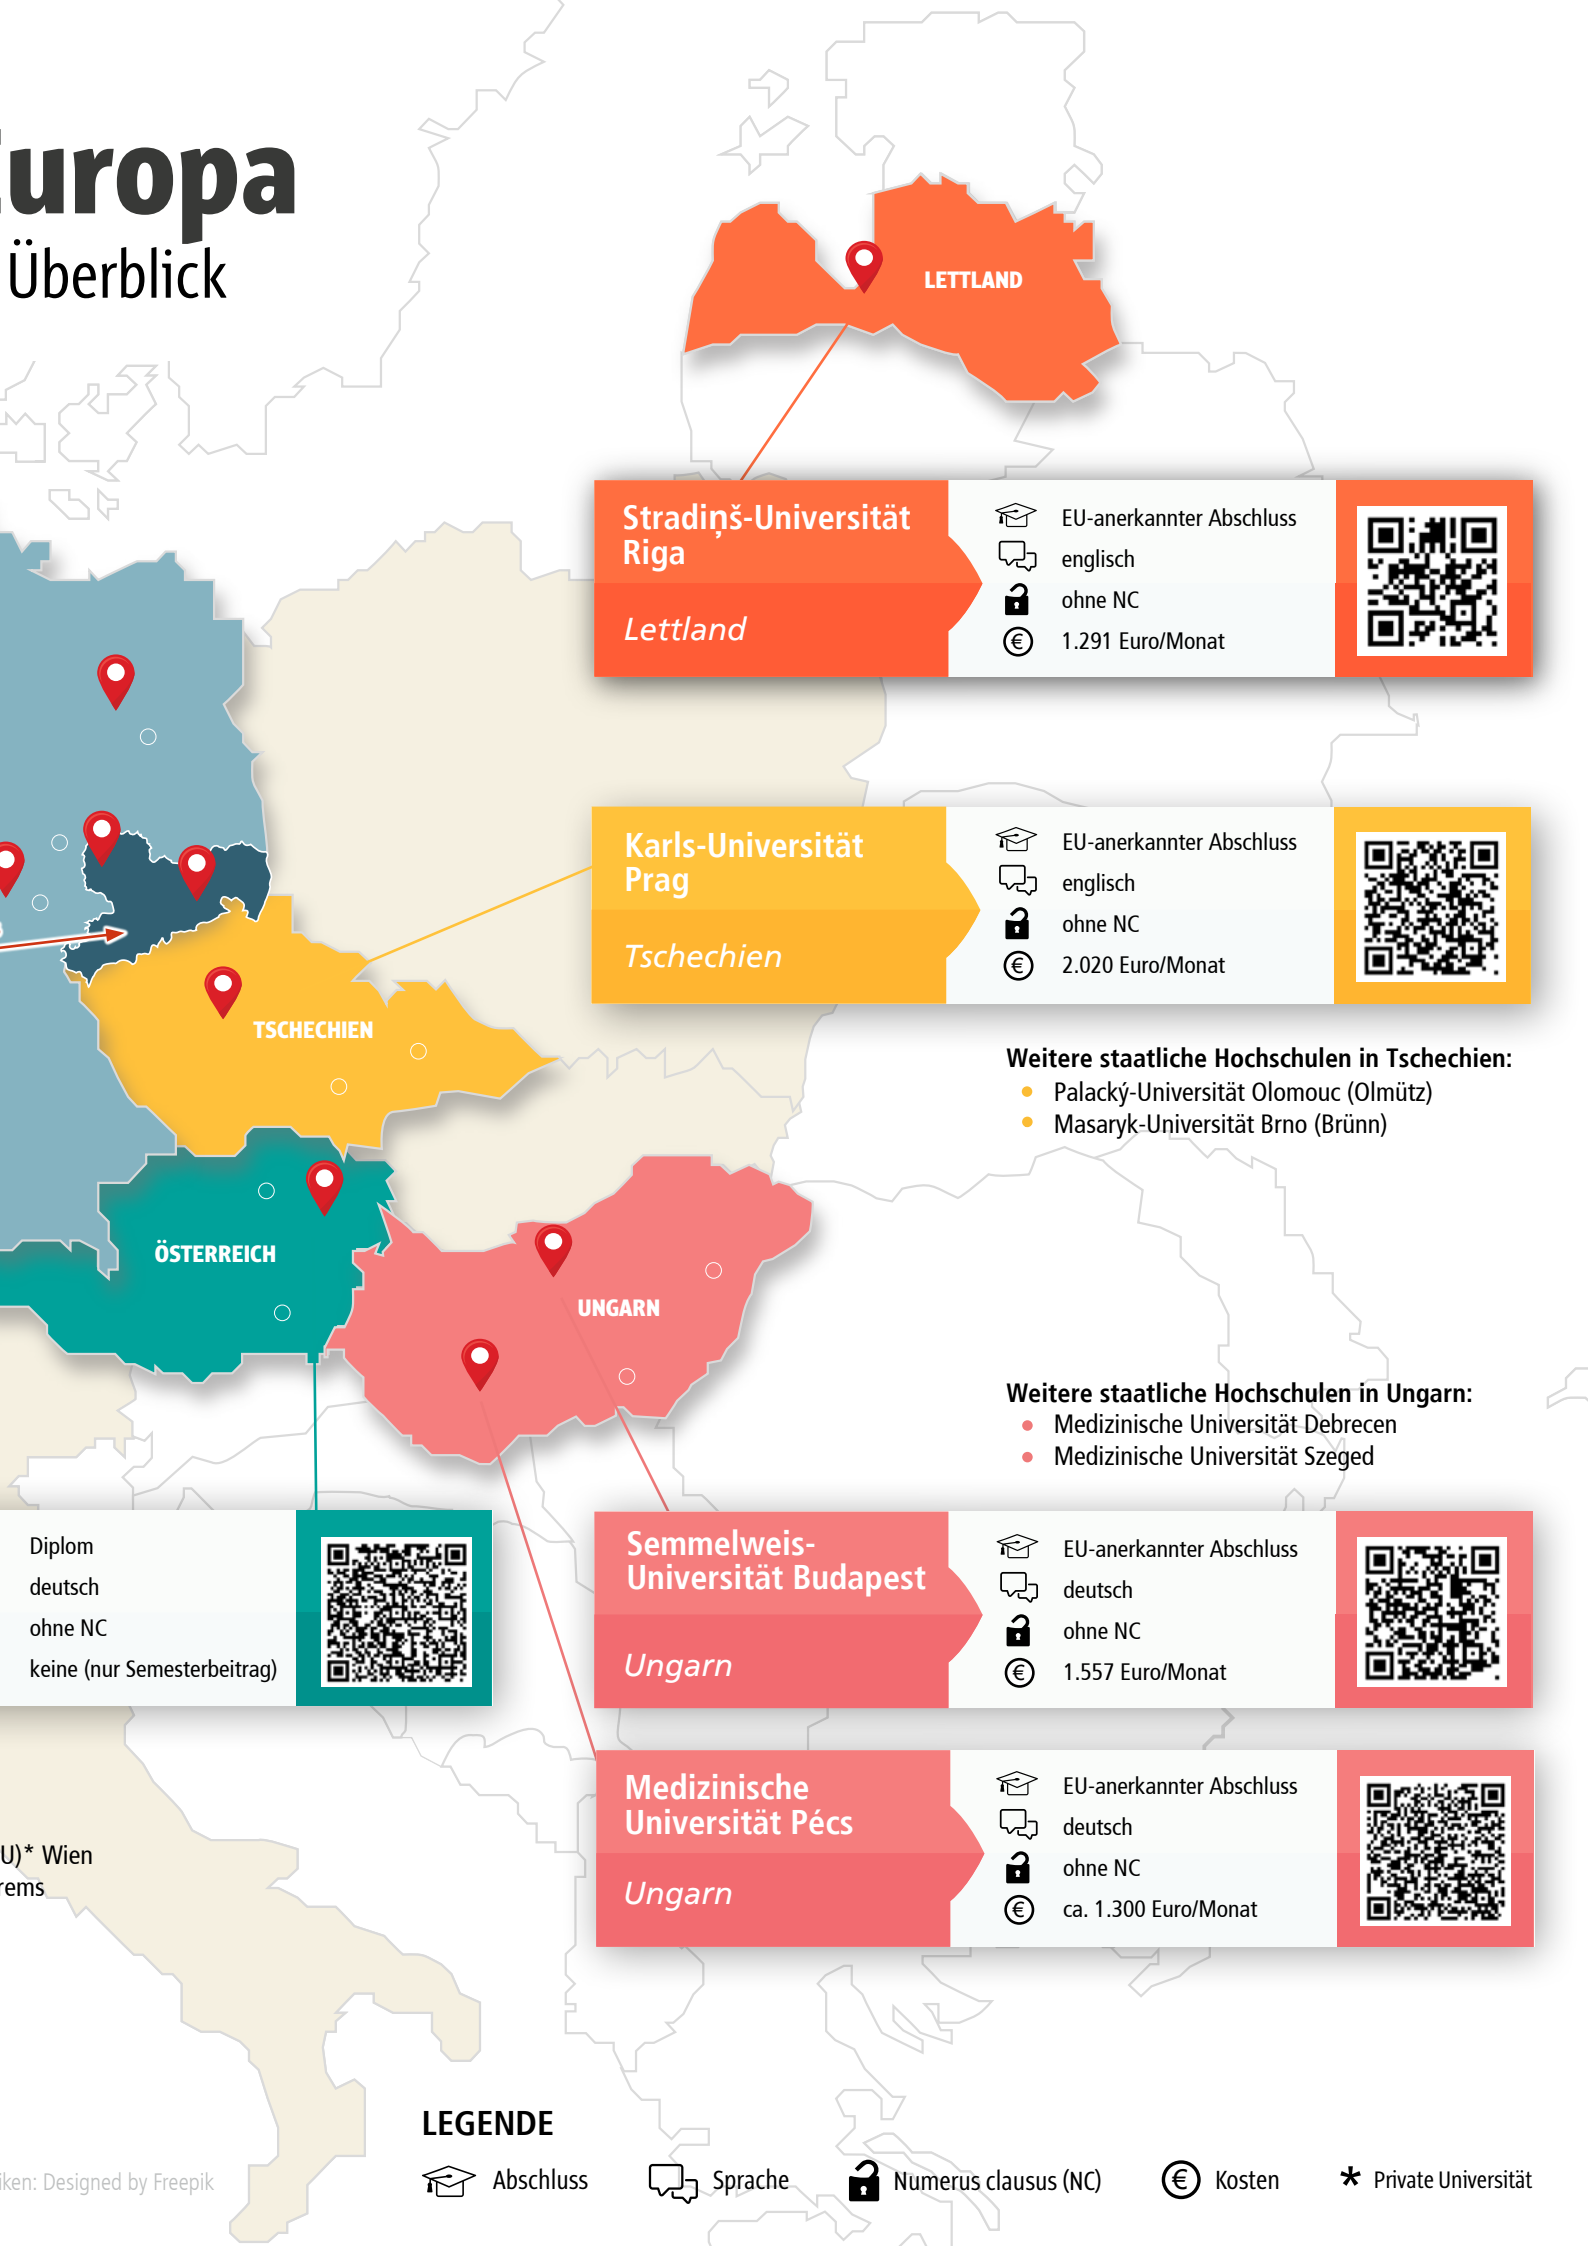 Europa
Überblick
LETTLAND
Stradiņš-Universität
Riga
Lettland
EU-anerkannter Abschluss
englisch
ohne NC
1.291 Euro/Monat
Karls-Universität
Prag
Tschechien
EU-anerkannter Abschluss
englisch
ohne NC
2.020 Euro/Monat
TSCHECHIEN
Weitere staatliche Hochschulen in Tschechien:
Palacký-Universität Olomouc (Olmütz)
Masaryk-Universität Brno (Brünn)
ÖSTERREICH
UNGARN
Weitere staatliche Hochschulen in Ungarn:
Medizinische Universität Debrecen
Medizinische Universität Szeged
Diplom
deutsch
ohne NC
keine (nur Semesterbeitrag)
Semmelweis-
Universität Budapest
Ungarn
EU-anerkannter Abschluss
deutsch
ohne NC
1.557 Euro/Monat
Medizinische
Universität Pécs
Ungarn
EU-anerkannter Abschluss
deutsch
ohne NC
ca. 1.300 Euro/Monat
U)* Wien
rems
LEGENDE
Abschluss
Sprache
Numerus clausus (NC)
€ Kosten
* Private Universität
iken: Designed by Freepik